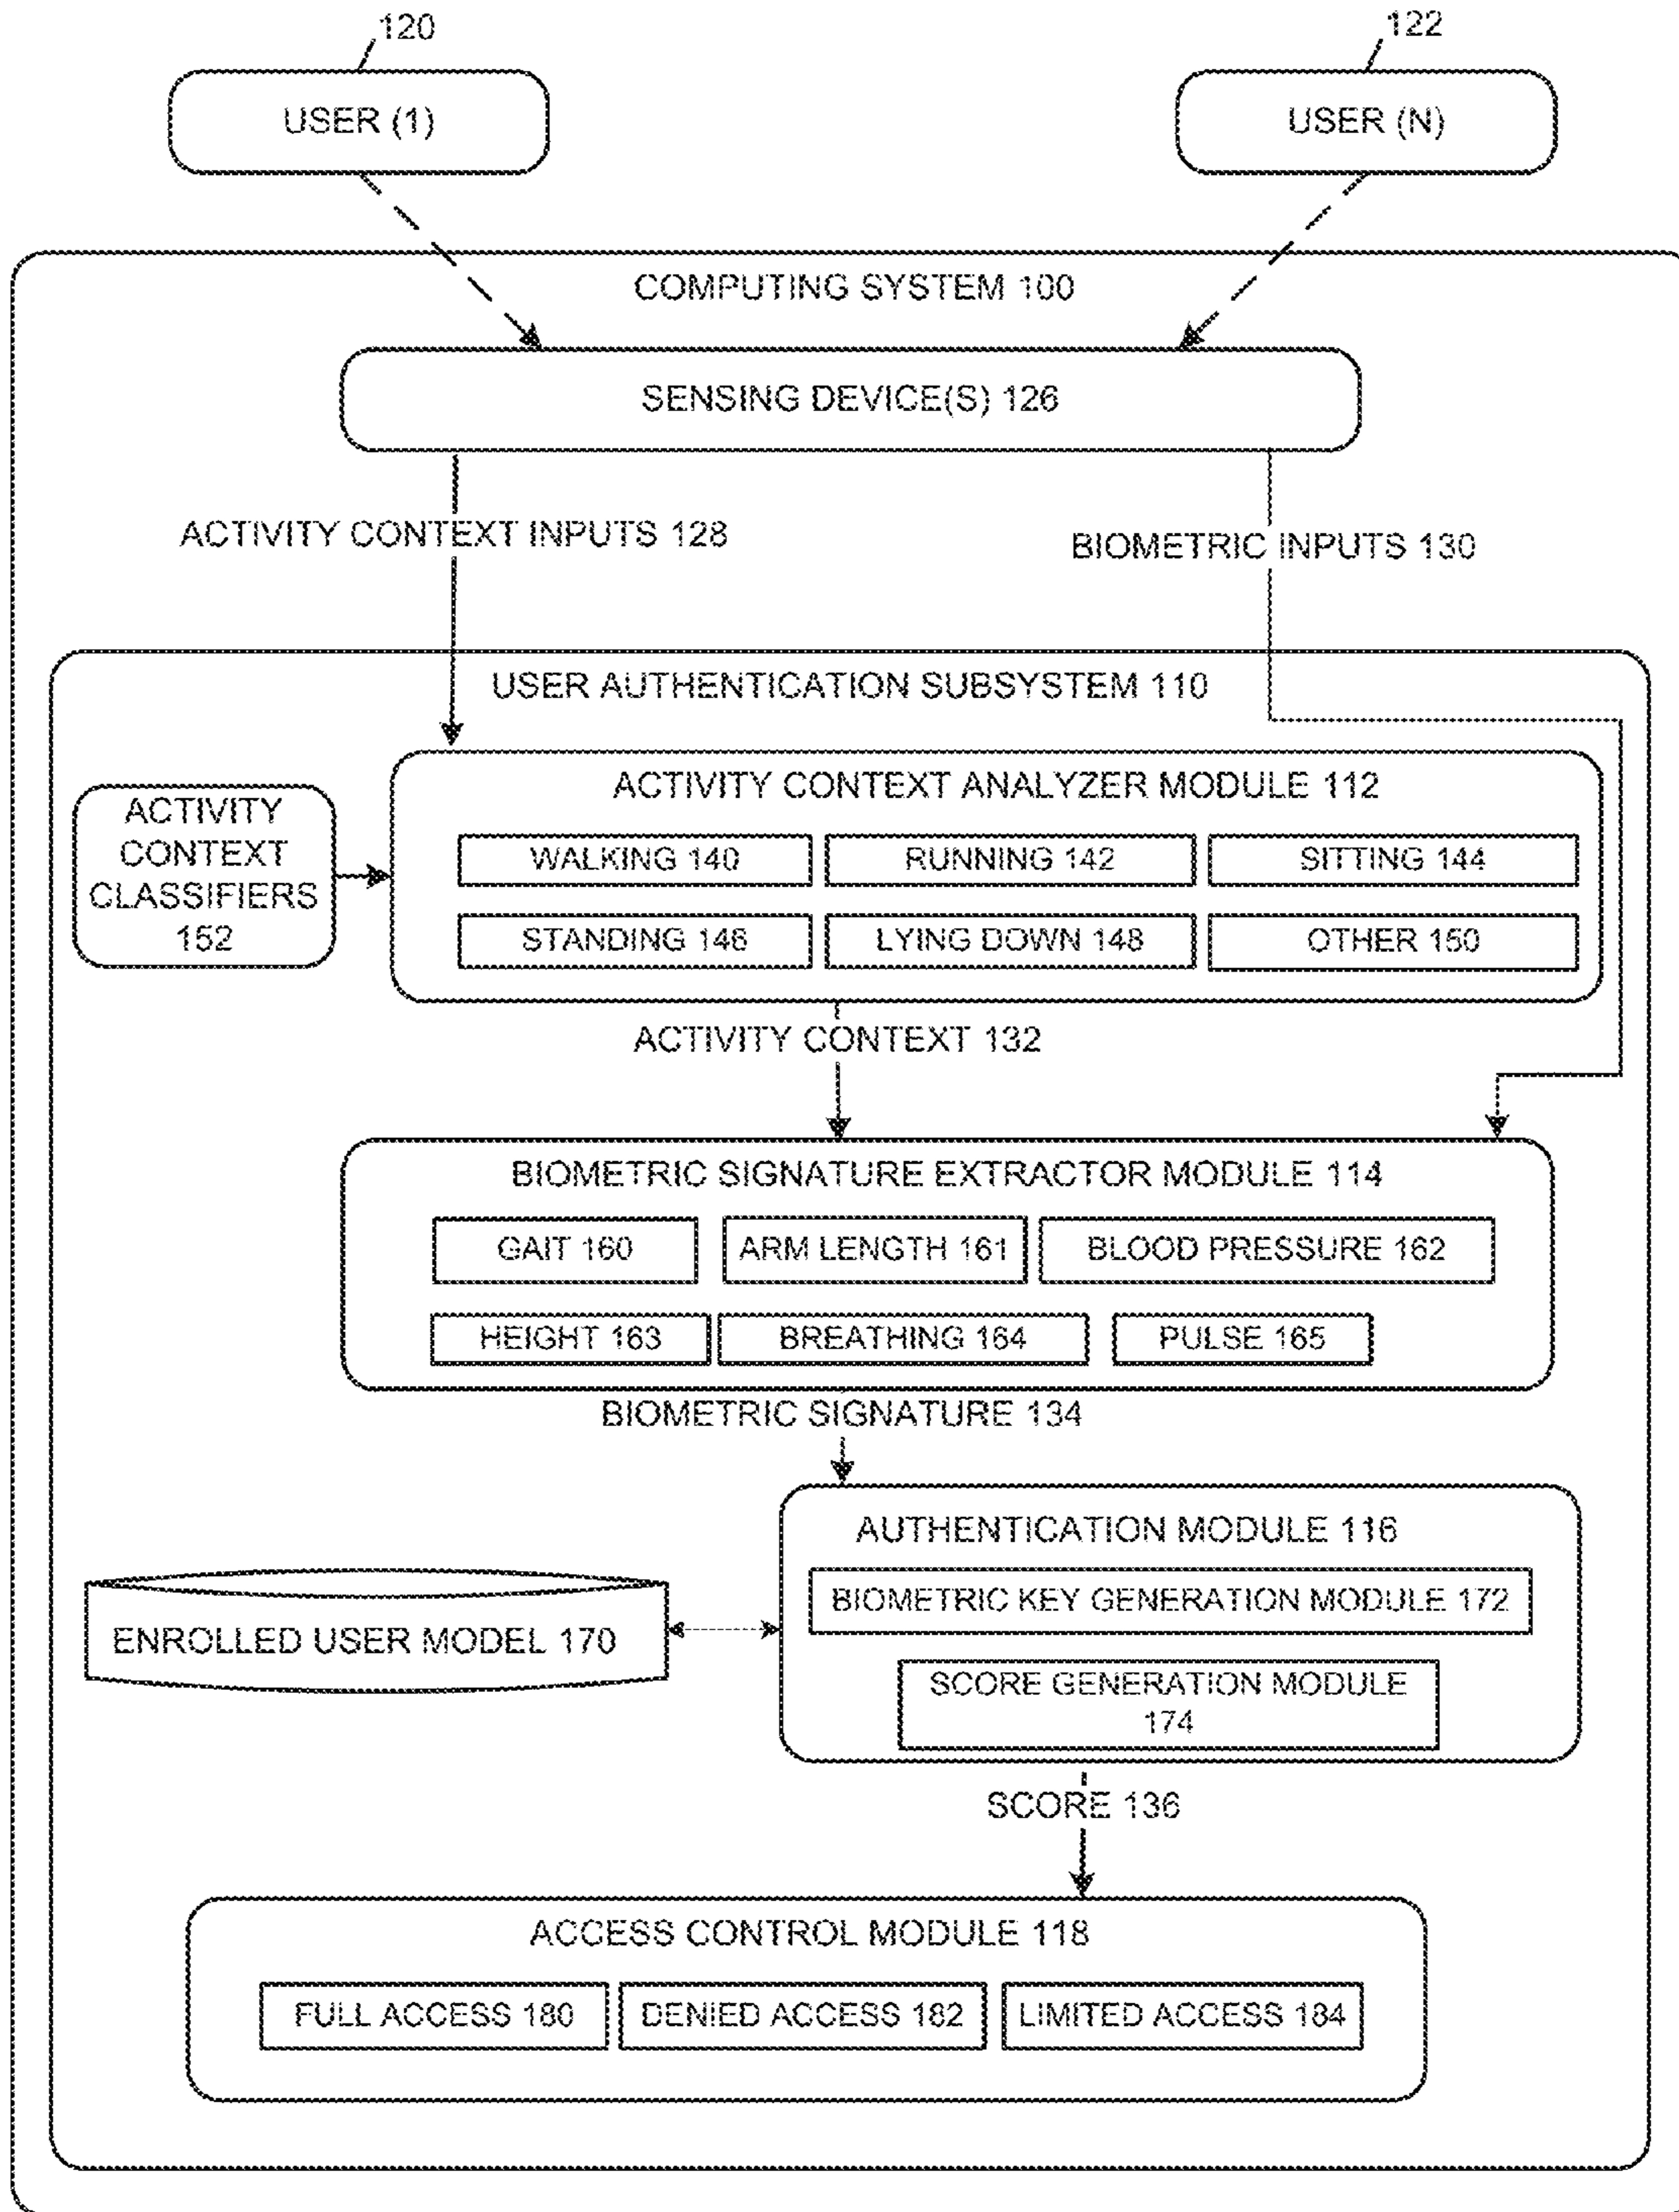 120
122
USER (1)
USER (N)
COMPUTING SYSTEM 100
SENSING DEVICE(S) 126
ACTIVITY CONTEXT INPUTS 128
BIOMETRIC INPUTS 130
USER AUTHENTICATION SUBSYSTEM 110
ACTIVITY CONTEXT ANALYZER MODULE 112
ACTIVITY
CONTEXT
CLASSIFIERS
152
WALKING 140
RUNNING 142
SITTING 144
STANDING 146
LYING DOWN 148
OTHER 150
ACTIVITY CONTEXT 132
BIOMETRIC SIGNATURE EXTRACTOR MODULE 114
GAIT 160
ARM LENGTH 161
BLOOD PRESSURE 162
HEIGHT 163
BREATHING 164
PULSE 165
BIOMETRIC SIGNATURE 134
AUTHENTICATION MODULE 116
BIOMETRIC KEY GENERATION MODULE 172
ENROLLED USER MODEL 170
SCORE GENERATION MODULE
174
SCORE 136
ACCESS CONTROL MODULE 118
FULL ACCESS 180
DENIED ACCESS 182
LIMITED ACCESS 184